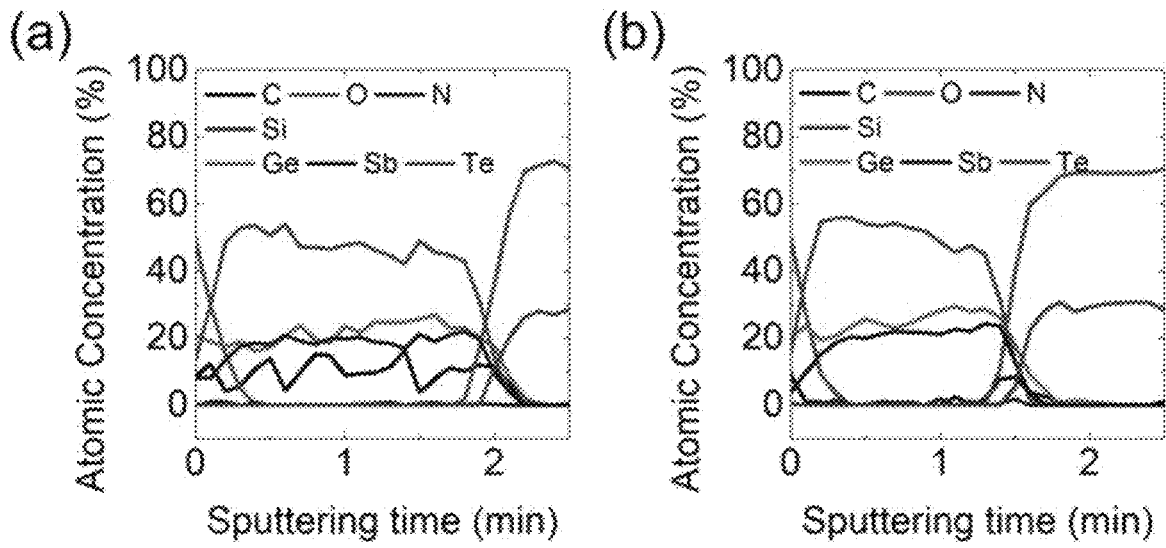 (a)
Atomic Concentration (%)
100
80
60
40
20
0
C O N
Si
Ge Sb Te
0 1 2
Sputtering time (min)
(b)
Atomic Concentration (%)
100
80
60
40
20
0
C O N
Si
Ge Sb Te
0 1 2
Sputtering time (min)